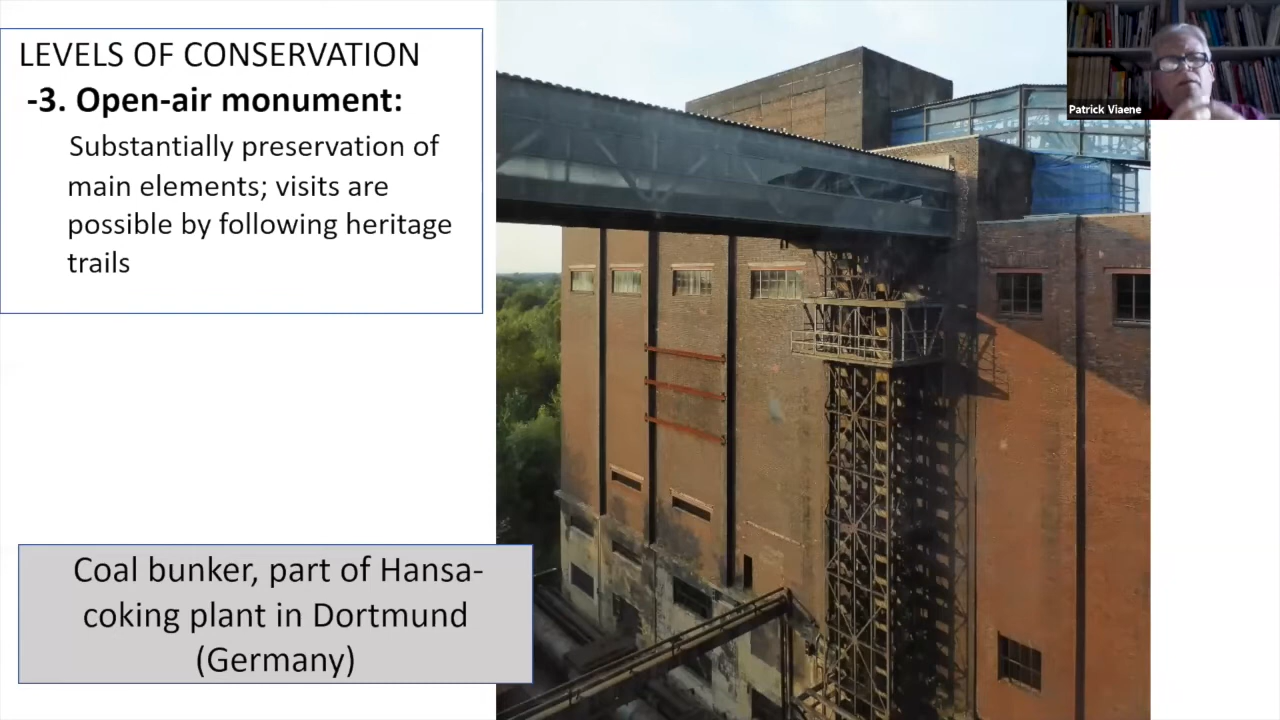 LEVELS OF CONSERVATION
-3. Open-air monument:
Substantially preservation of
main elements; visits are
possible by following heritage
trails
Patrick Viaene
Coal bunker, part of Hansa-
coking plant in Dortmund
(Germany)